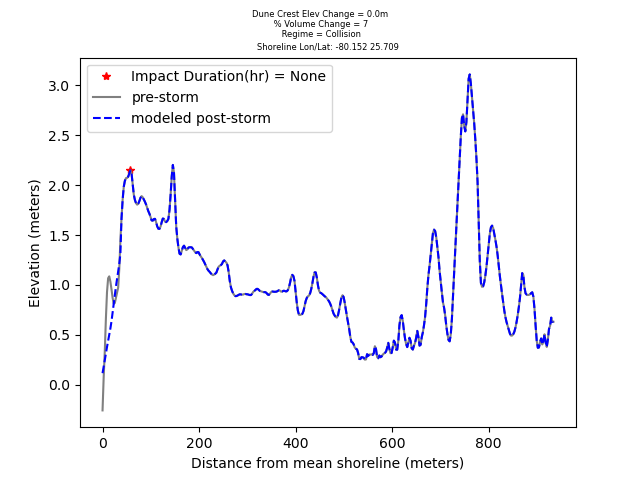 Dune Crest Elev Change = 0.0m
% Volume Change = 7
Regime = Collision
Shoreline Lon/Lat: -80.152 25.709
Impact Duration(hr) = None
pre-storm
modeled post-storm
Elevation (meters)
3.0
2.5
2.0
1.5
1.0
0.5
0.0
0 200 400 600 800
Distance from mean shoreline (meters)